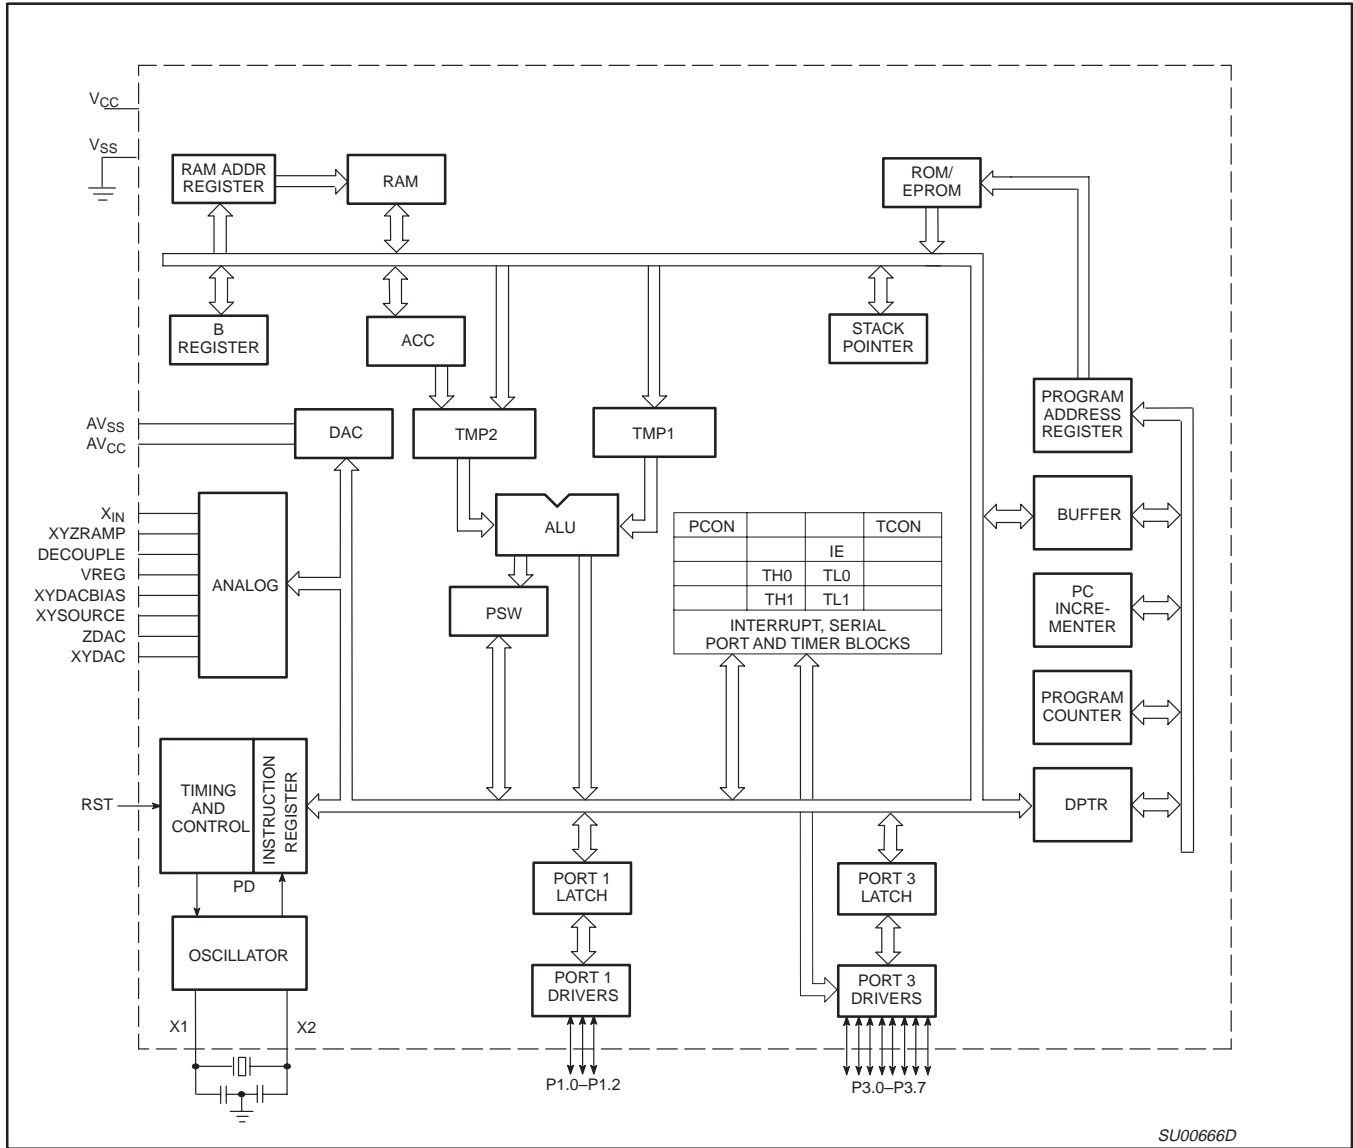 VCC
VSS
RAM ADDR
REGISTER
RAM
ROM/
EPROM
B
REGISTER
ACC
STACK
POINTER
PROGRAM
ADDRESS
REGISTER
AVSS
AVCC
DAC
TMP2
TMP1
ALU
BUFFER
XIN
XYZRAMP
DECOUPLE
VREG
XYDACBIAS
XYSOURCE
ZDAC
XYDAC
ANALOG
PSW
PCON
TCON
IE
TH0
TL0
TH1
TL1
INTERRUPT, SERIAL
PORT AND TIMER BLOCKS
PC
INCRE-
MENTER
PROGRAM
COUNTER
RST
TIMING
AND
CONTROL
INSTRUCTION
REGISTER
DPTR
PD
PORT 1
LATCH
PORT 3
LATCH
OSCILLATOR
PORT 1
DRIVERS
PORT 3
DRIVERS
X1
X2
P1.0–P1.2
P3.0–P3.7
SU00666D